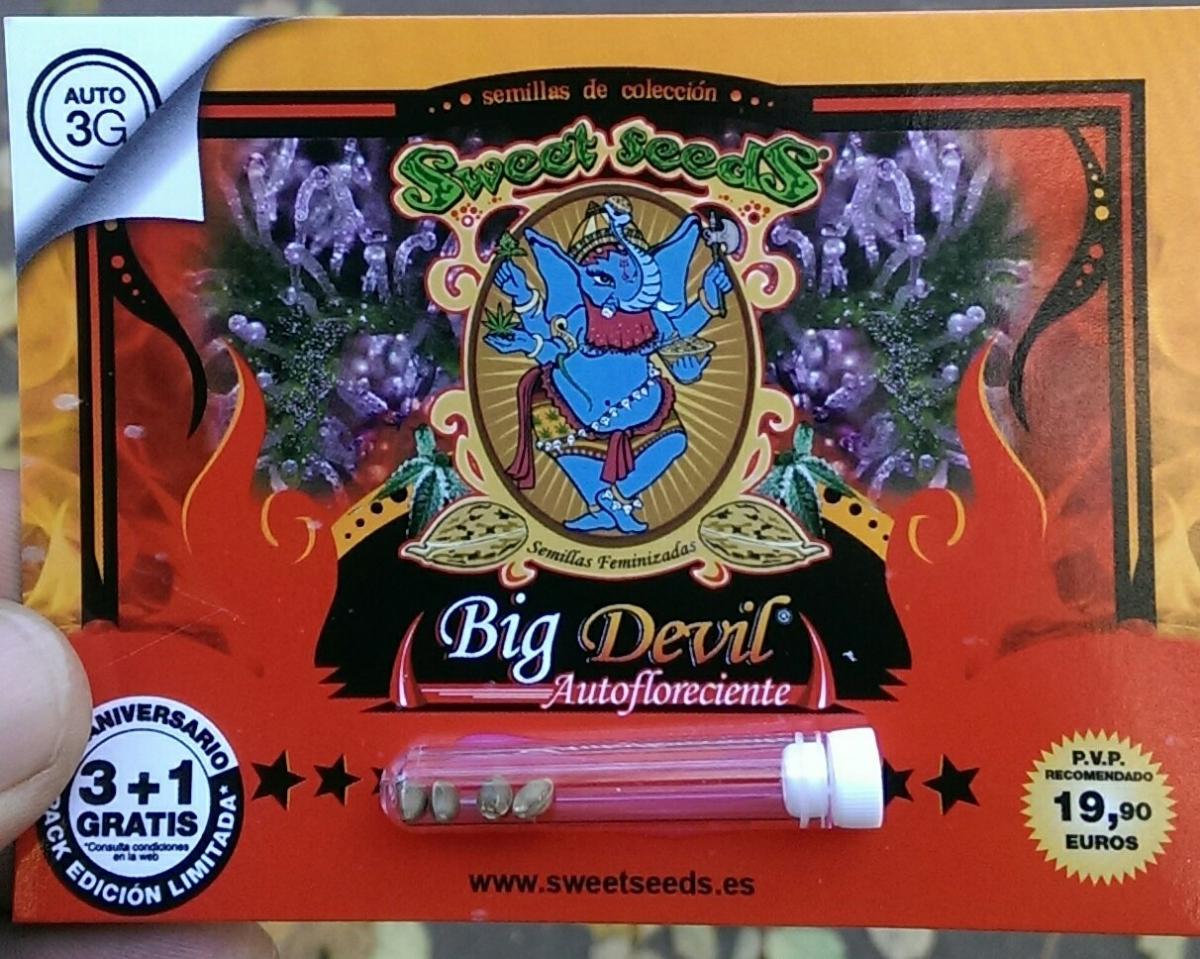 AUTO
3G
semillas de colección
Sweet Seeds
Semillas Feminizadas
Big Devil®
Autofloreciente
ANIVERSARIO
3+1
GRATIS
*Consulta condiciones
en la web
PACK EDICIÓN LIMITADA
P.V.P.
RECOMENDADO
19,90
EUROS
www.sweetseeds.es